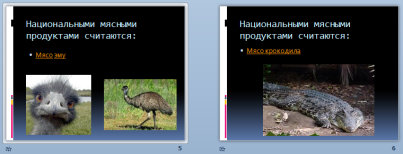 Национальными мясными
продуктами считаются:
Мясо эму
5
Национальными мясными
продуктами считаются:
Мясо крокодила
6